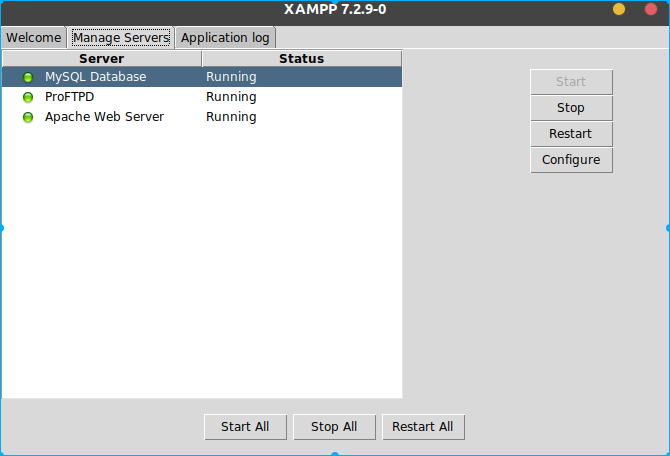 XAMPP 7.2.9-0
Welcome Manage Servers Application log
Server Status
MySQL Database Running
ProFTPD Running
Apache Web Server Running
Start
Stop
Restart
Configure
Start All Stop All Restart All